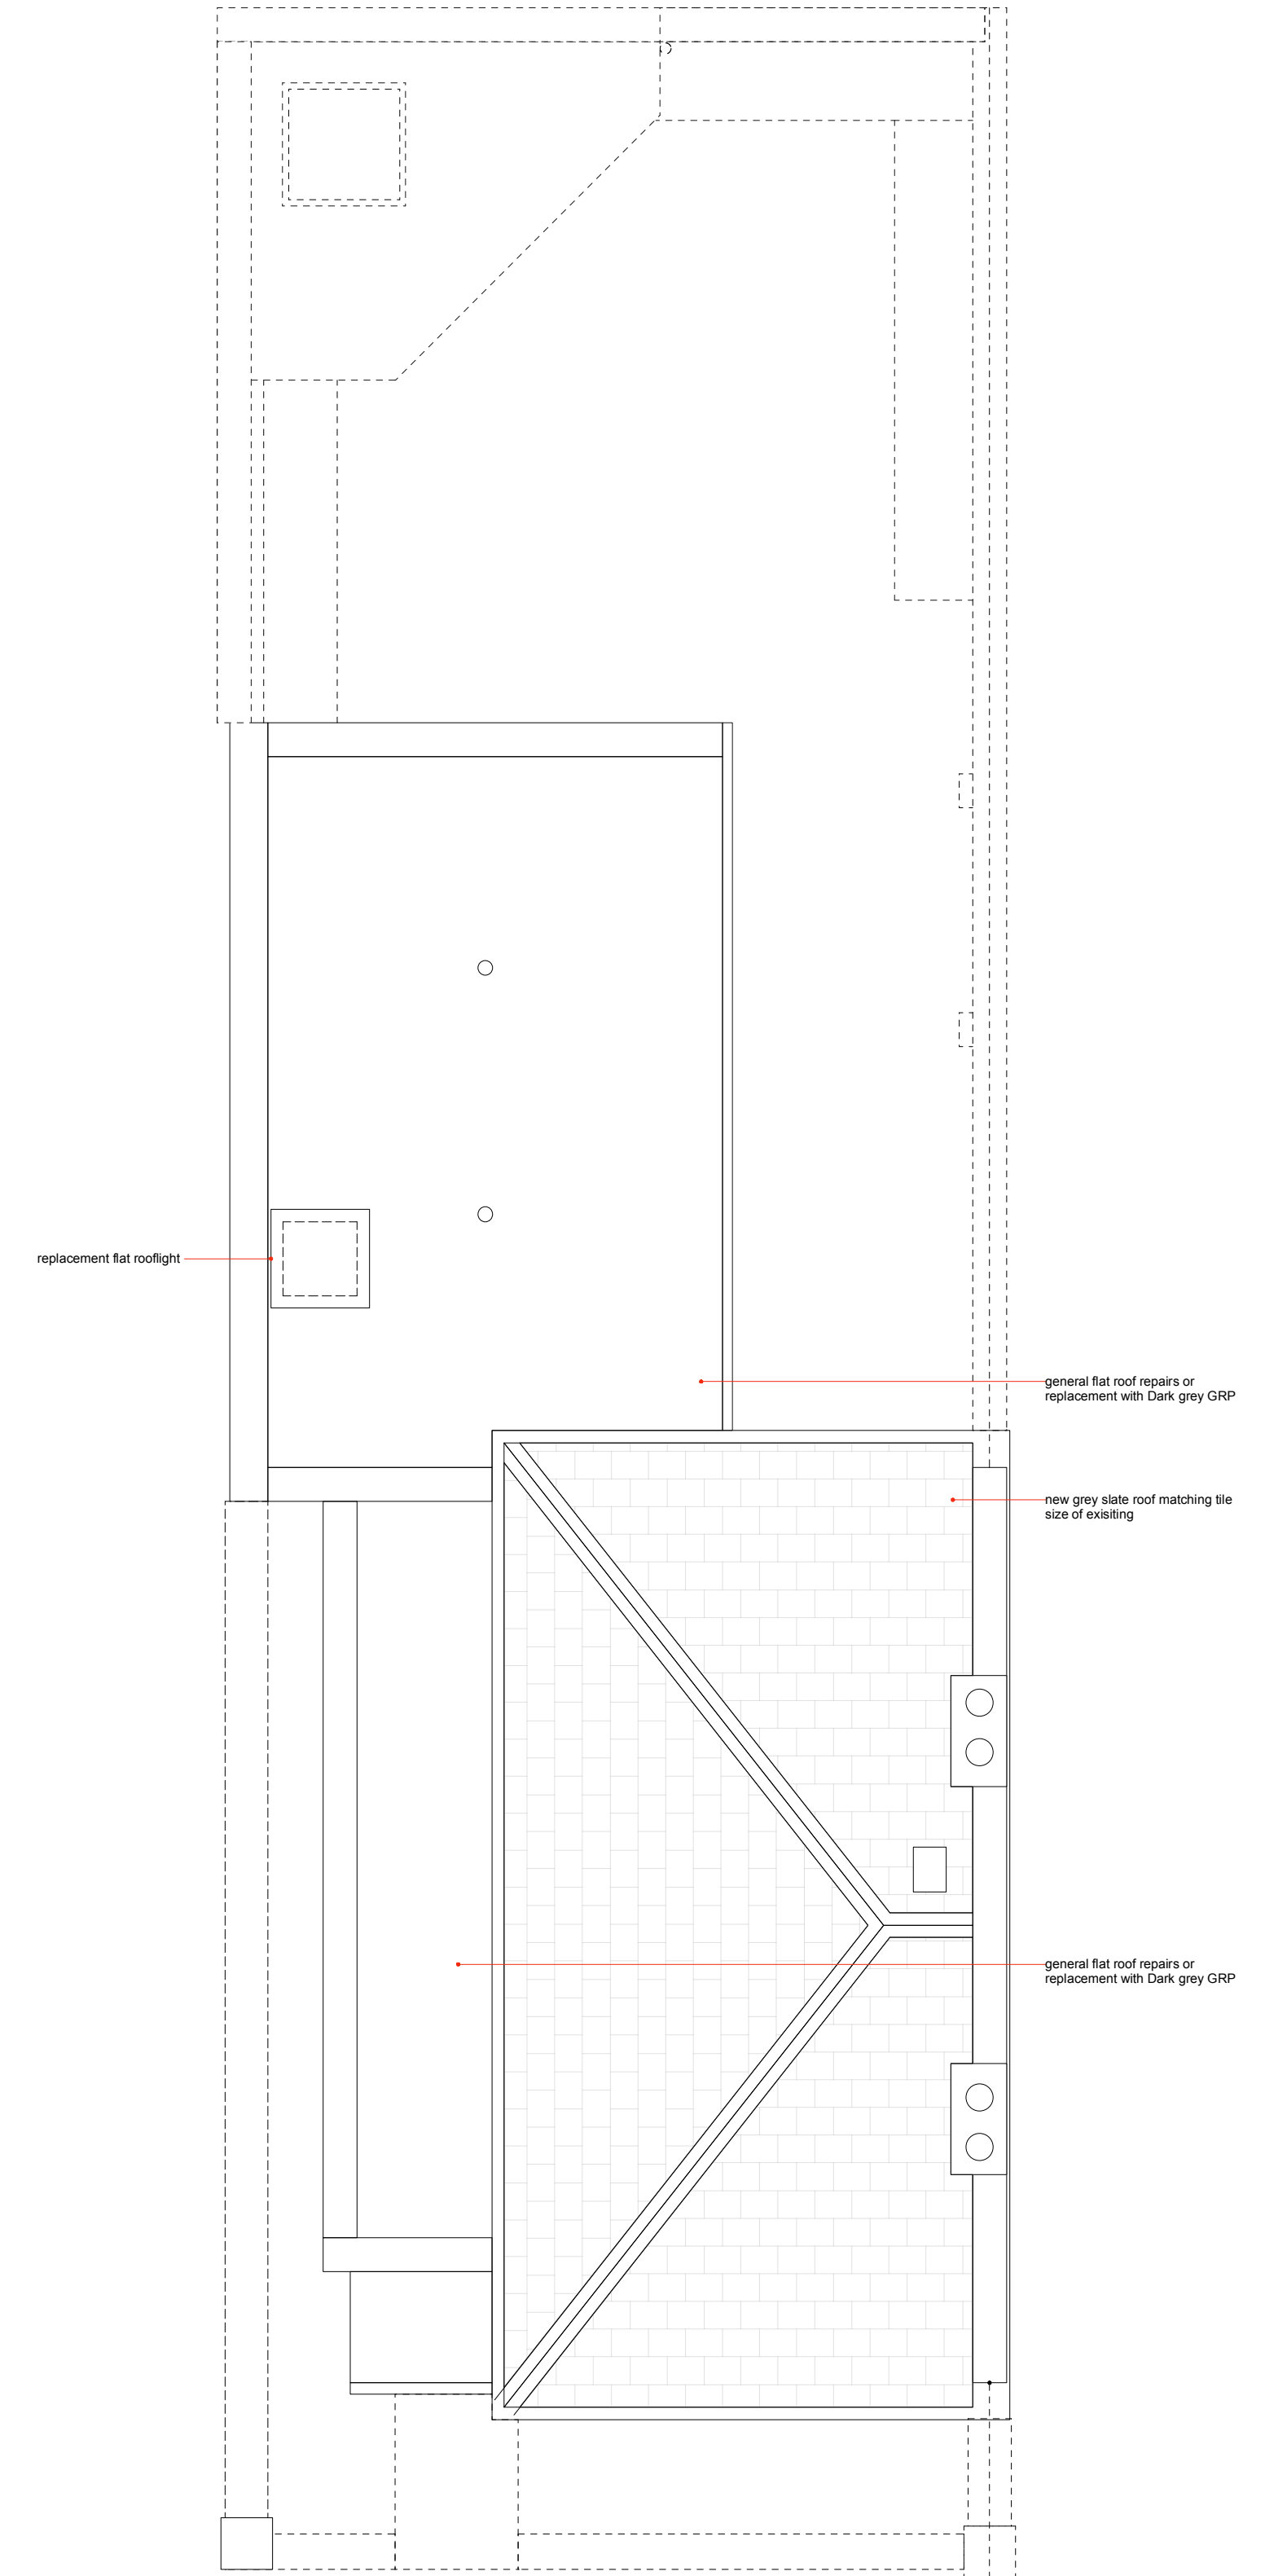 replacement flat rooflight
general flat roof repairs or
replacement with Dark grey GRP
new grey slate roof matching tile
size of exisiting
general flat roof repairs or
replacement with Dark grey GRP